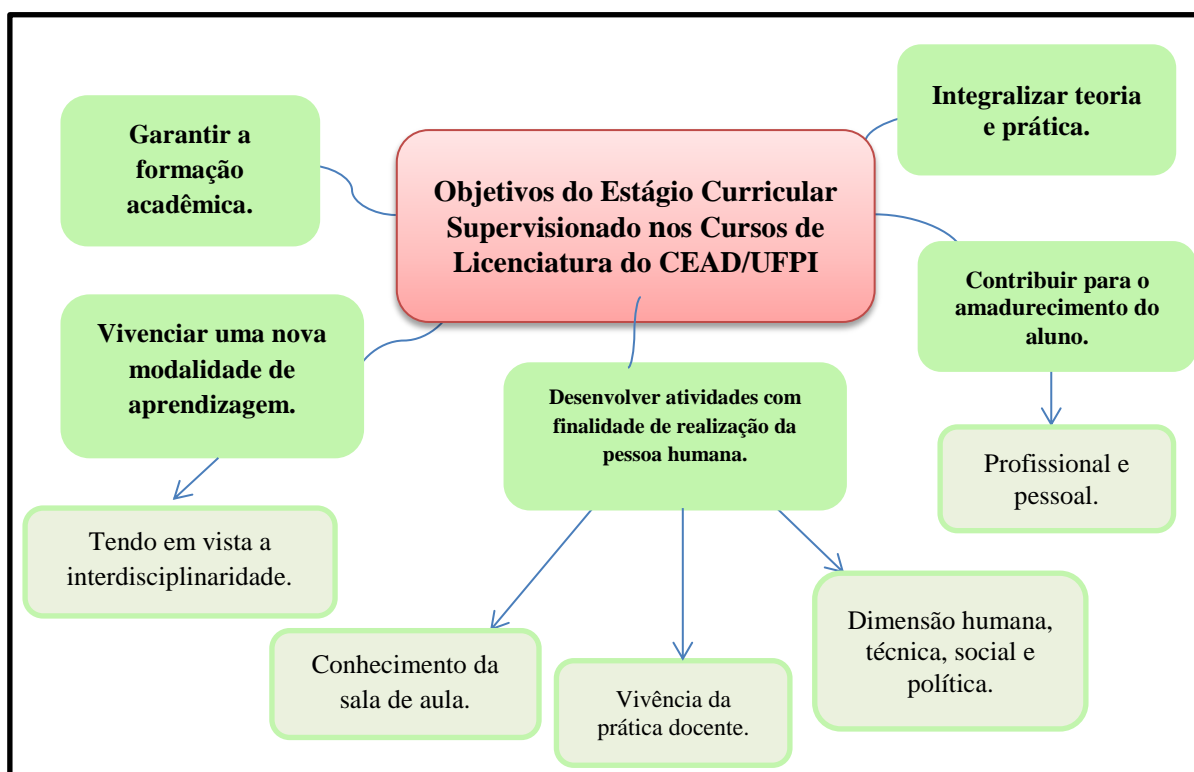 Objetivos do Estágio Curricular
Supervisionado nos Cursos de
Licenciatura do CEAD/UFPI
Garantir a
formação
acadêmica.
Integralizar teoria
e prática.
Vivenciar uma nova
modalidade de
aprendizagem.
Tendo em vista a
interdisciplinaridade.
Desenvolver atividades com
finalidade de realização da
pessoa humana.
Conhecimento da
sala de aula.
Vivência da
prática docente.
Dimensão humana,
técnica, social e
política.
Contribuir para o
amadurecimento do
aluno.
Profissional e
pessoal.